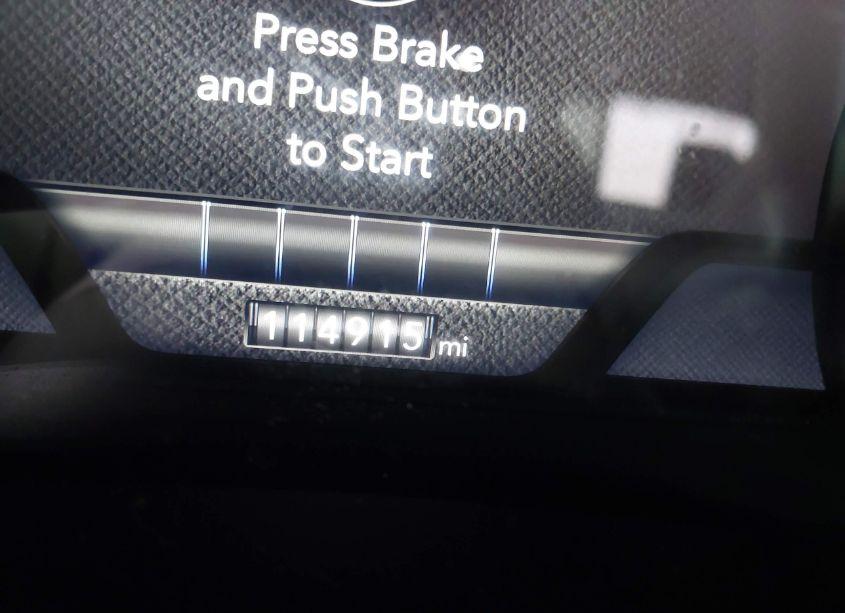 Press Brake
and Push Button
to Start
114915 mi